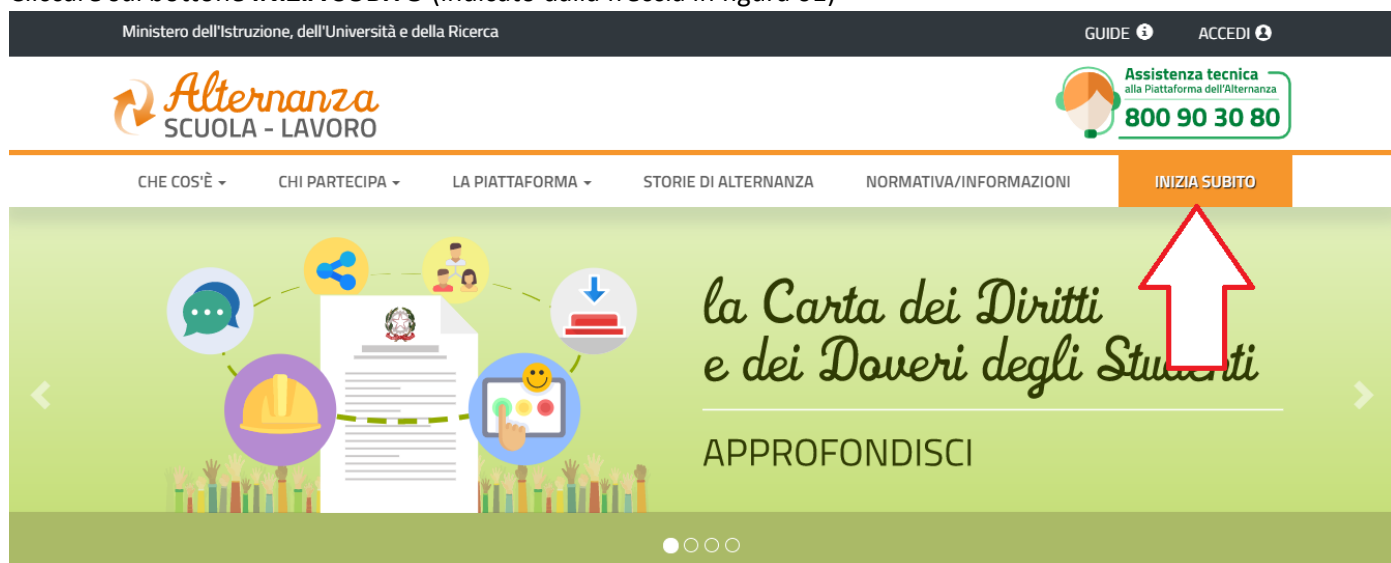 Ministero dell'Istruzione, dell'Università e della Ricerca
GUIDE
ACCEDI
Alternanza
SCUOLA - LAVORO
Assistenza tecnica
alla Piattaforma dell'Alternanza
800 90 30 80
CHE COS'È
CHI PARTECIPA
LA PIATTAFORMA
STORIE DI ALTERNANZA
NORMATIVA/INFORMAZIONI
INIZIA SUBITO
la Carta dei Diritti
e dei Doveri degli Studenti
APPROFONDISCI